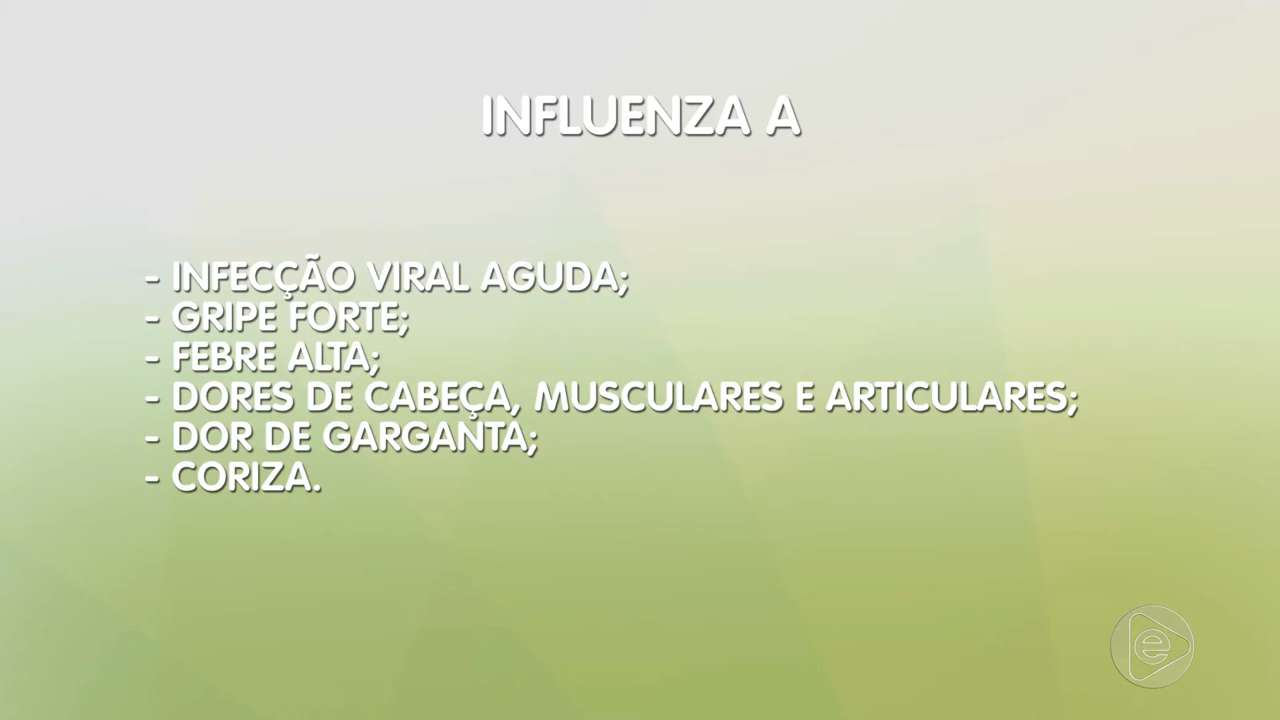 INFLUENZA A
- INFECÇÃO VIRAL AGUDA;
- GRIPE FORTE;
- FEBRE ALTA;
- DORES DE CABEÇA, MUSCULARES E ARTICULARES;
- DOR DE GARGANTA;
- CORIZA.
e